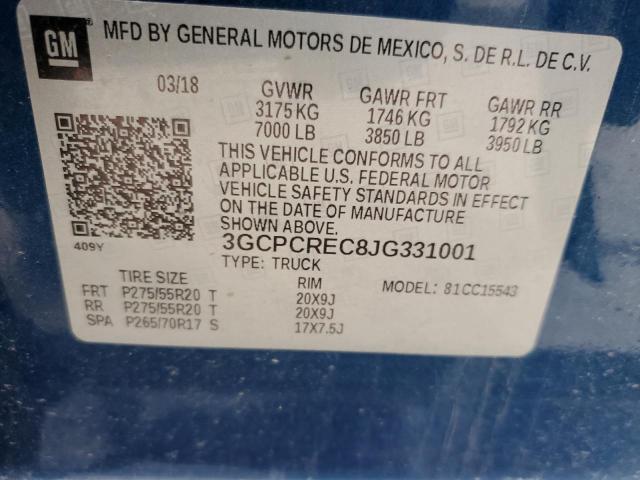 GM
MFD BY GENERAL MOTORS DE MEXICO, S. DE R.L. DE C.V.
03/18 GVWR GAWR FRT GAWR RR
3175 KG 1746 KG 1792 KG
7000 LB 3850 LB 3950 LB
THIS VEHICLE CONFORMS TO ALL
APPLICABLE U.S. FEDERAL MOTOR
VEHICLE SAFETY STANDARDS IN EFFECT
ON THE DATE OF MANUFACTURE
SHOWN ABOVE.
409Y
3GCPCREC8JG331001
TYPE: TRUCK
TIRE SIZE RIM MODEL: 81CC15543
FRT P275/55R20 T 20X9J
RR P275/55R20 T 20X9J
SPA P265/70R17 S 17X7.5J